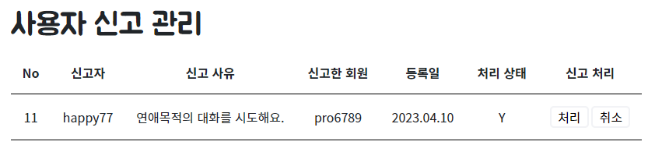 사용자 신고 관리
No 신고자 신고 사유 신고한 회원 등록일 처리 상태 신고 처리
11 happy77 연애목적의 대화를 시도해요. pro6789 2023.04.10 Y 처리 취소